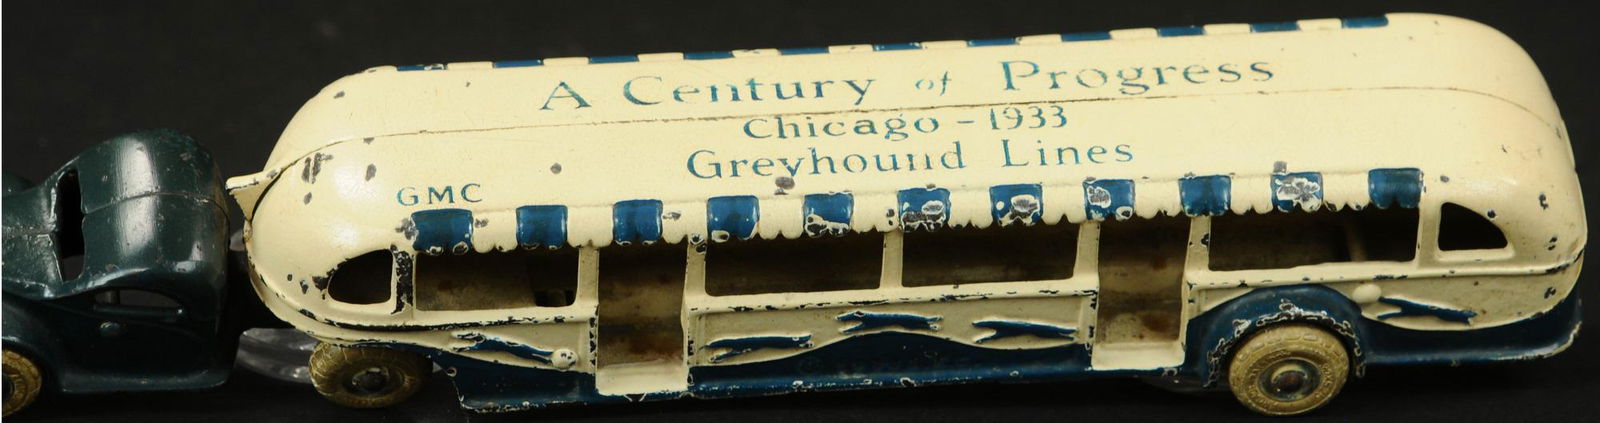 A Century of Progress
Chicago - 1933
Greyhound Lines
GMC